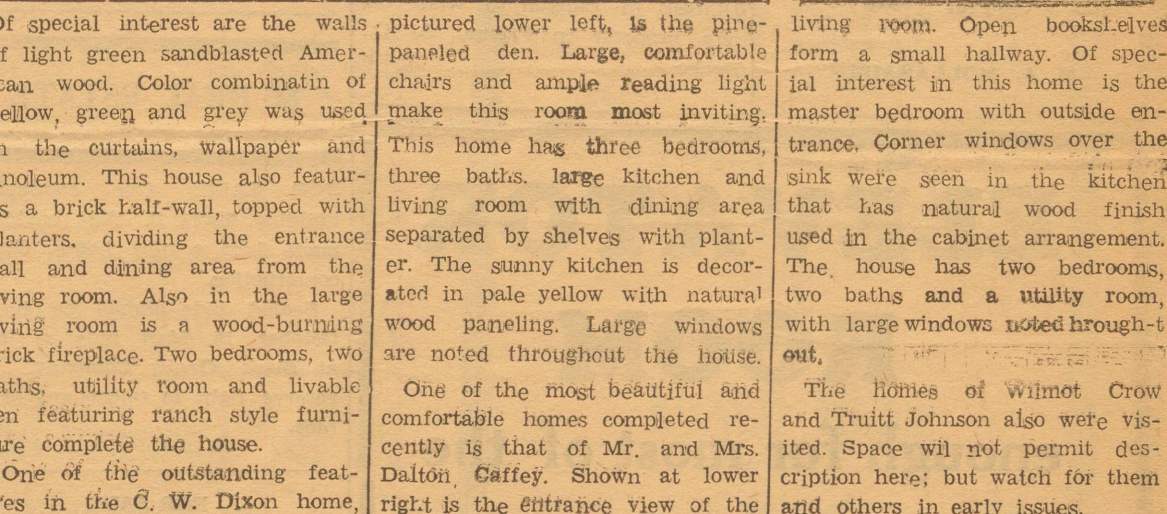 Of special interest are the walls
of light green sandblasted Amer-
can wood. Color combinatin of
ellow, green and grey was used
n the curtains, wallpaper and
noleum. This house also featur-
s a brick half-wall, topped with
lanters, dividing the entrance
all and dining area from the
ving room. Also in the large
ving room is a wood-burning
rick fireplace. Two bedrooms, two
aths, utility room and livable
en featuring ranch style furni-
ure complete the house.
One of the outstanding feat-
res in the C. W. Dixon home,
pictured lower left, is the pine-
paneled den. Large, comfortable
chairs and ample reading light
make this room most inviting.
This home has three bedrooms,
three baths. large kitchen and
living room with dining area
separated by shelves with plant-
er. The sunny kitchen is decor-
ated in pale yellow with natural
wood paneling. Large windows
are noted throughout the house.
One of the most beautiful and
comfortable homes completed re-
cently is that of Mr. and Mrs.
Dalton Caffey. Shown at lower
right is the entrance view of the
living room. Open bookshelves
form a small hallway. Of spec-
ial interest in this home is the
master bedroom with outside en-
trance. Corner windows over the
sink were seen in the kitchen
that has natural wood finish
used in the cabinet arrangement.
The house has two bedrooms,
two baths and a utility room,
with large windows noted hrough-t
out.
The homes of Wilmot Crow
and Truitt Johnson also were vis-
ited. Space wil not permit des-
cription here; but watch for them
and others in early issues.